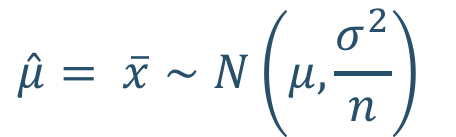 μ̂ = x̄ ~ N(μ, σ²/n)